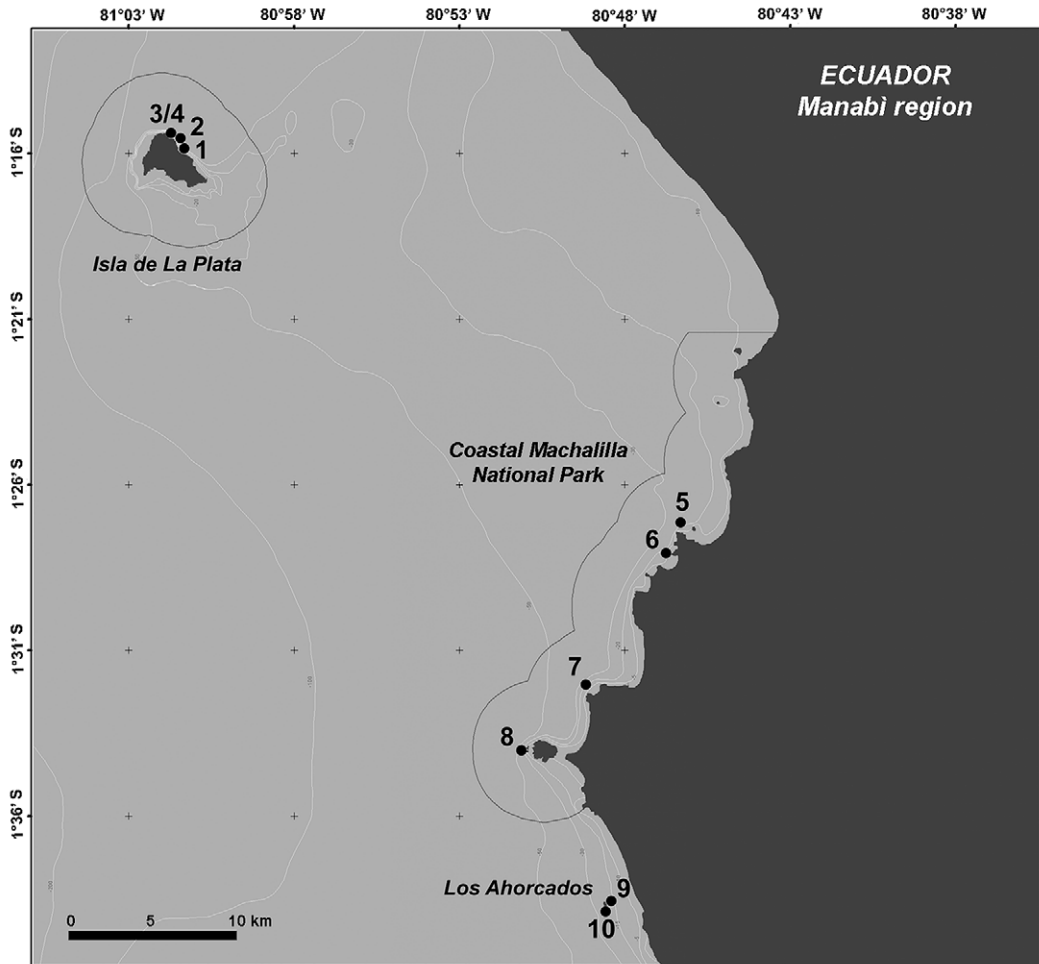 81°03’ W 80°58’ W 80°53’ W 80°48’ W 80°43’ W 80°38’ W
ECUADOR
Manabì region
3/4
2
1
1°16’S
Isla de La Plata
1°21’S
Coastal Machalilla
National Park
1°26’S
5
6
1°31’S
7
8
1°36’S
Los Ahorcados
9
10
0 5 10 km